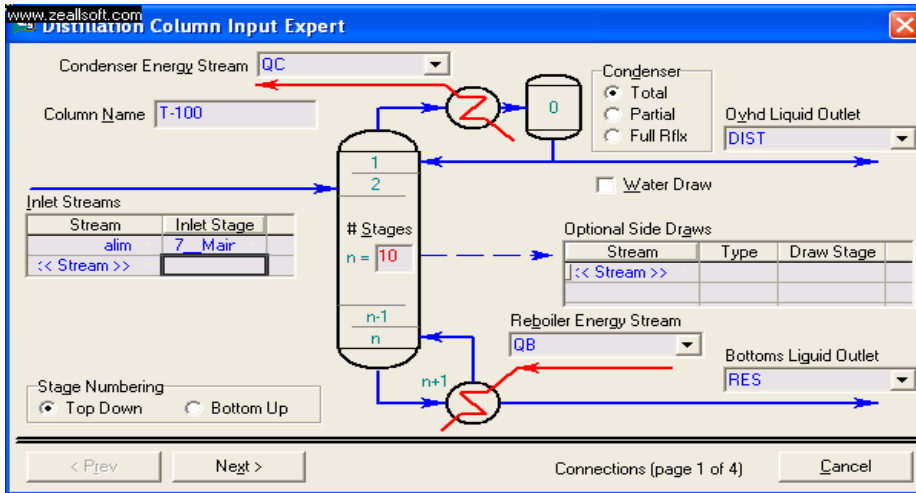 www.zeallsoft.com
Distillation Column Input Expert
Condenser Energy Stream QC
Column Name T-100
Condenser
Total
Partial
Full Rflx
0
Ovhd Liquid Outlet
DIST
Water Draw
1
2
Inlet Streams
Stream Inlet Stage
alim 7__Mair
<< Stream >>
# Stages
n = 10
Optional Side Draws
Stream Type Draw Stage
<< Stream >>
n-1
n
n+1
Reboiler Energy Stream
QB
Bottoms Liquid Outlet
RES
Stage Numbering
Top Down Bottom Up
< Prev Next > Connections (page 1 of 4) Cancel